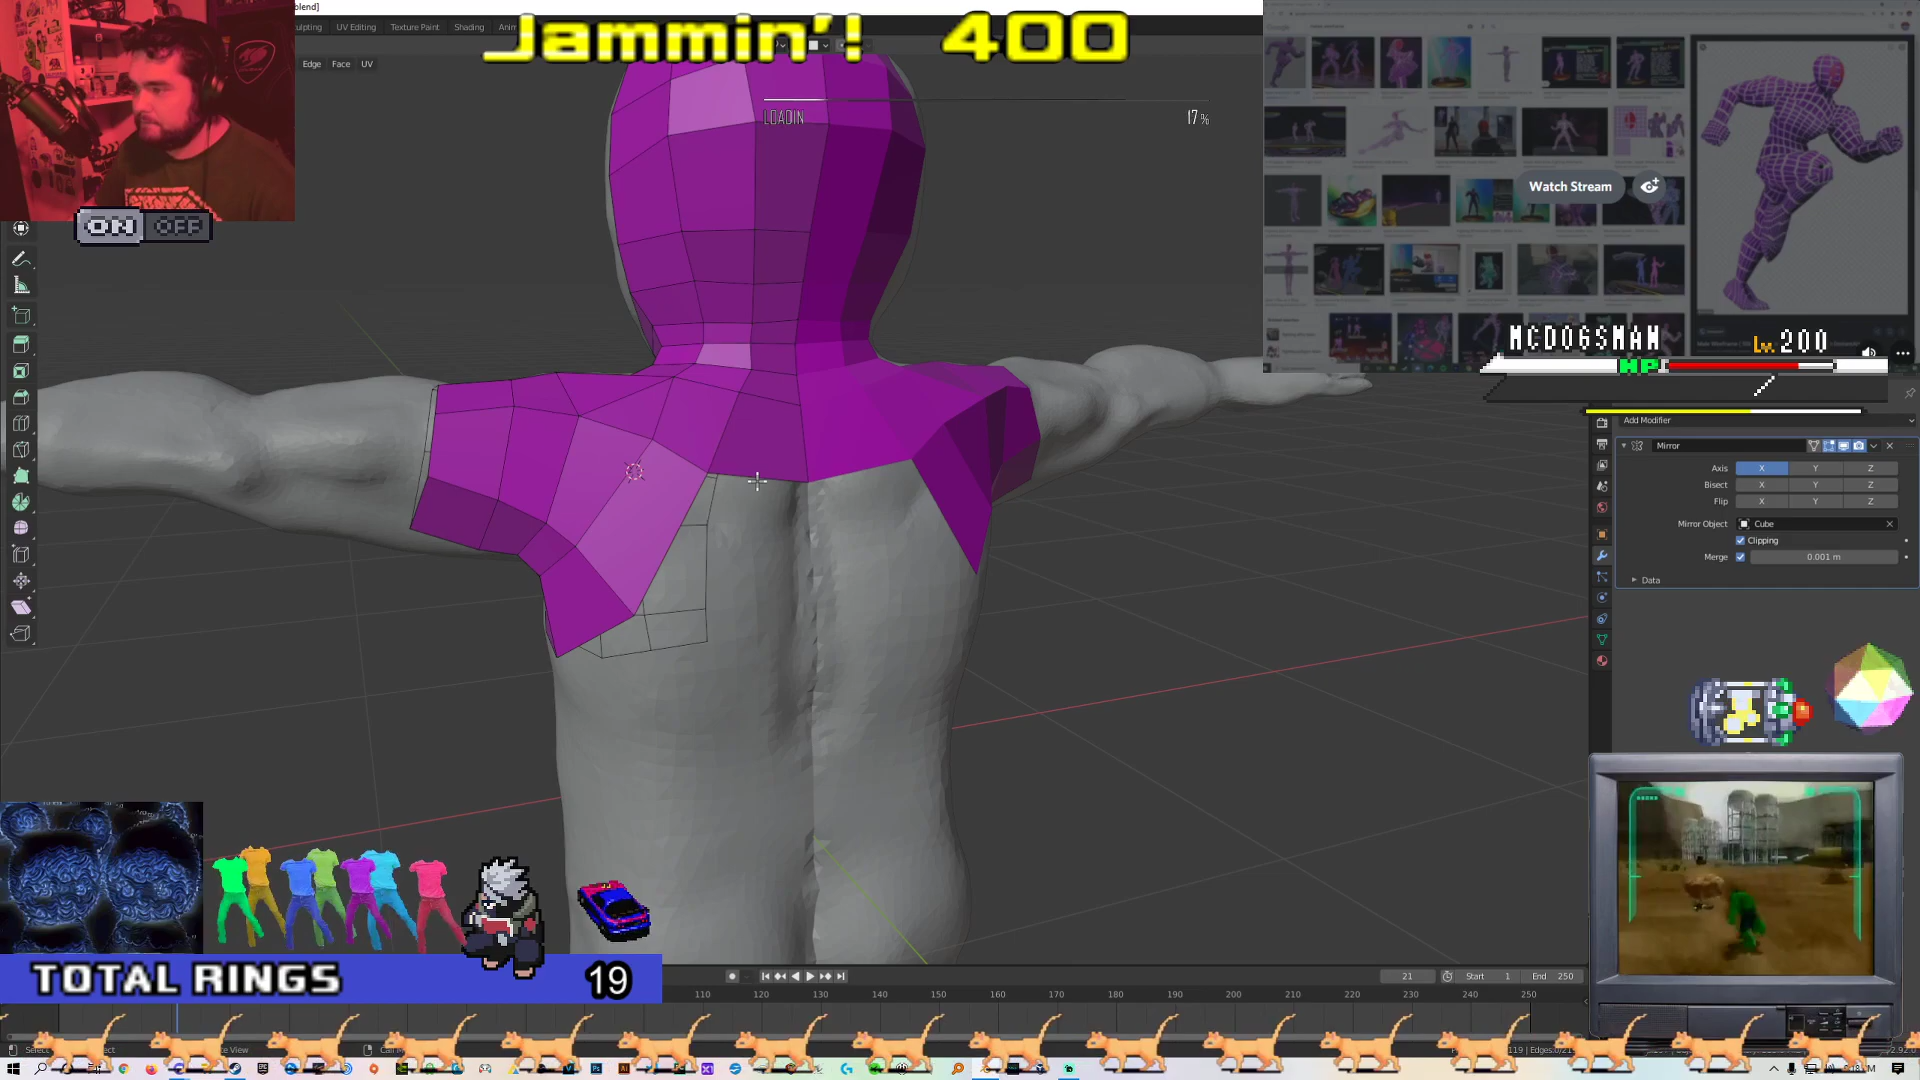 blend]
ulpting UV Editing Texture Paint Shading Anim
Jammin'! 400
Edge Face UV
LOADIN
17%
Watch Stream
ON OFF
MCDOGSMAN Lv. 200
HP
Add Modifier
Mirror
Axis X Y Z
Bisect X Y Z
Flip X Y Z
Mirror Object Cube
Clipping
Merge 0.001 m
Data
TOTAL RINGS 19
21 Start 1 End 250
110 120 130 140 150 160 170 180 190 200 210 220 230 240 250